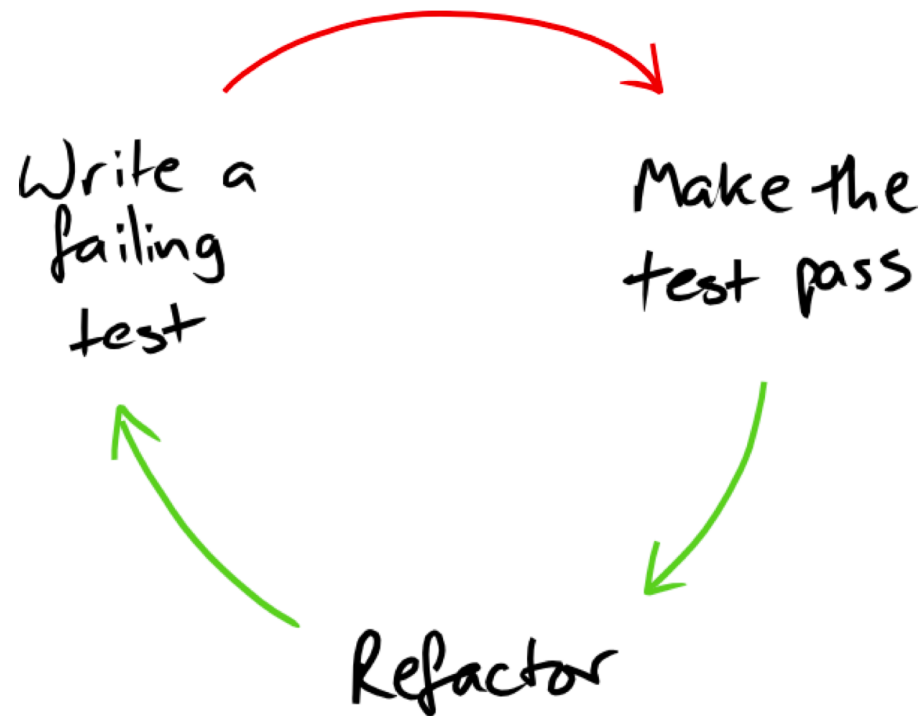 Write a
failing
test
Make the
test pass
Refactor